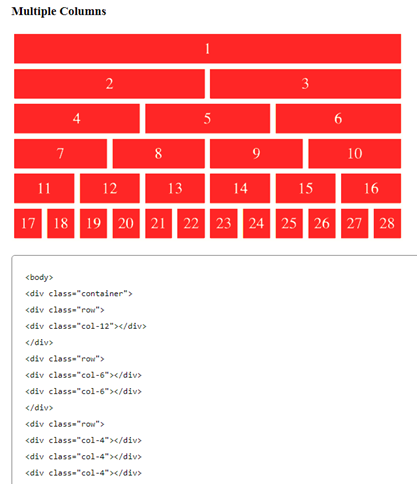 Multiple Columns
1
2 3
4 5 6
7 8 9 10
11 12 13 14 15 16
17 18 19 20 21 22 23 24 25 26 27 28
<body>
<div class="container">
<div class="row">
<div class="col-12"></div>
</div>
<div class="row">
<div class="col-6"></div>
<div class="col-6"></div>
</div>
<div class="row">
<div class="col-4"></div>
<div class="col-4"></div>
<div class="col-4"></div>